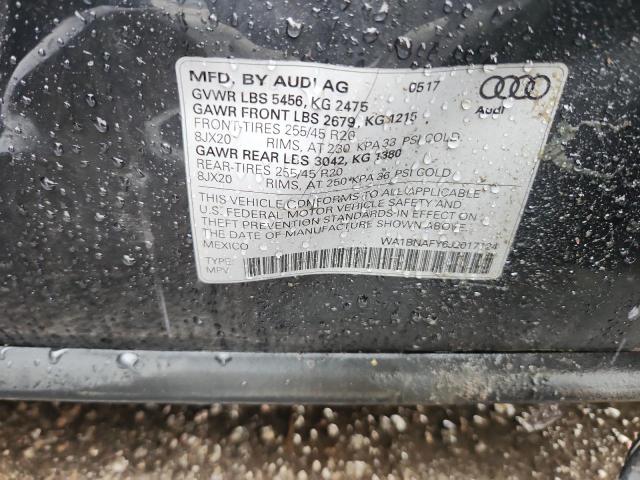 MFD. BY AUDI AG 0517
GVWR LBS 5456, KG 2475
GAWR FRONT LBS 2679, KG 1215
FRONT-TIRES 255/45 R20
8JX20 RIMS, AT 230 KPA 33 PSI COLD
GAWR REAR LBS 3042, KG 1380
REAR-TIRES 255/45 R20
8JX20 RIMS, AT 250 KPA 36 PSI COLD
THIS VEHICLE CONFORMS TO ALL APPLICABLE
U.S. FEDERAL MOTOR VEHICLE SAFETY AND
THEFT PREVENTION STANDARDS IN EFFECT ON
THE DATE OF MANUFACTURE SHOWN ABOVE.
MEXICO WA1BNAFY6J2017124
TYPE:
MPV
Audi